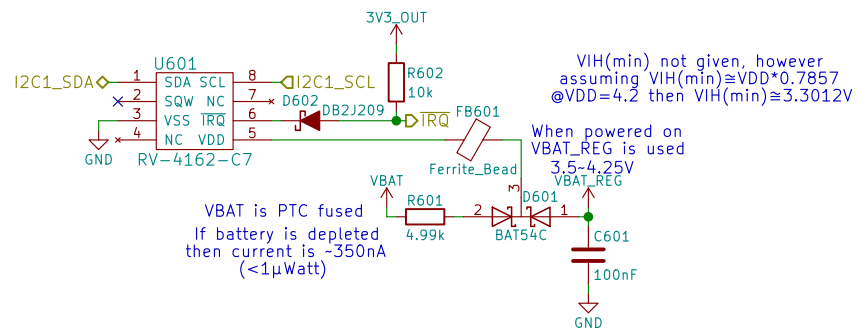 3V3_OUT
U601
I2C1_SDA
1
SDA
SCL
8
I2C1_SCL
R602
10k
VIH(min) not given, however
assuming VIH(min)≅VDD*0.7857
@VDD=4.2 then VIH(min)≅3.3012V
2
SQW
NC
7
D602
DB2J209
3
VSS
IRQ
6
IRQ
FB601
4
NC
VDD
5
GND
RV-4162-C7
Ferrite_Bead
When powered on
VBAT_REG is used
3.5~4.25V
VBAT
3
D601
VBAT_REG
R601
4.99k
2
1
BAT54C
VBAT is PTC fused
If battery is depleted
then current is ~350nA
(<1µWatt)
C601
100nF
GND